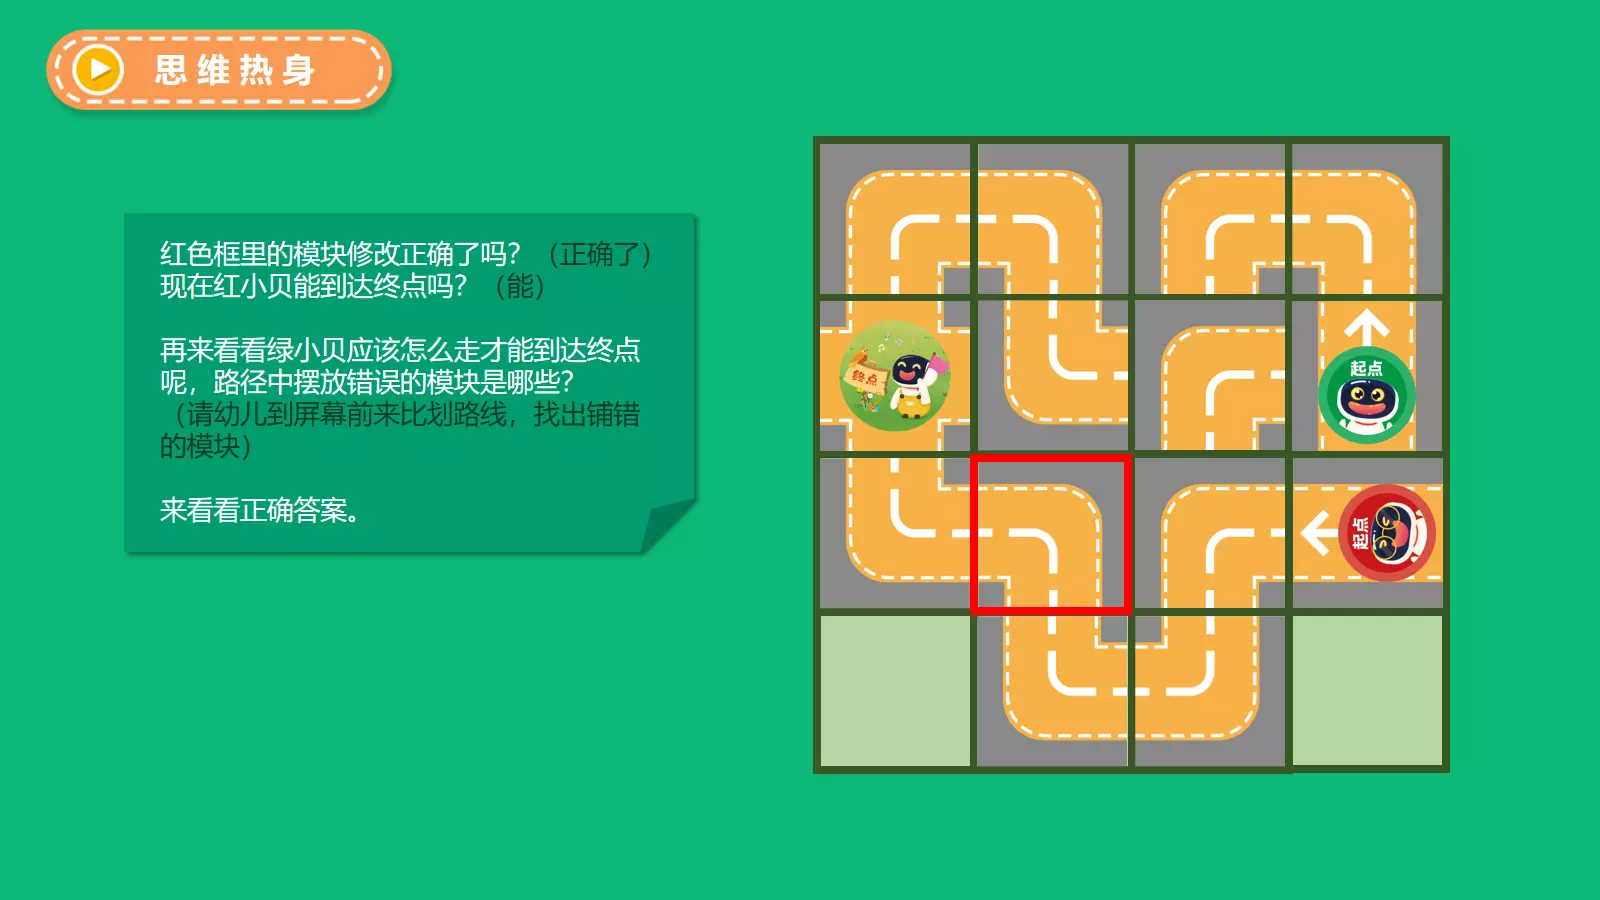 思维热身
红色框里的模块修改正确了吗？（正确了）
现在红小贝能到达终点吗？（能）
再来看看绿小贝应该怎么走才能到达终点
呢，路径中摆放错误的模块是哪些？
（请幼儿到屏幕前来比划路线，找出铺错
的模块）
来看看正确答案。
终点
起点
起点